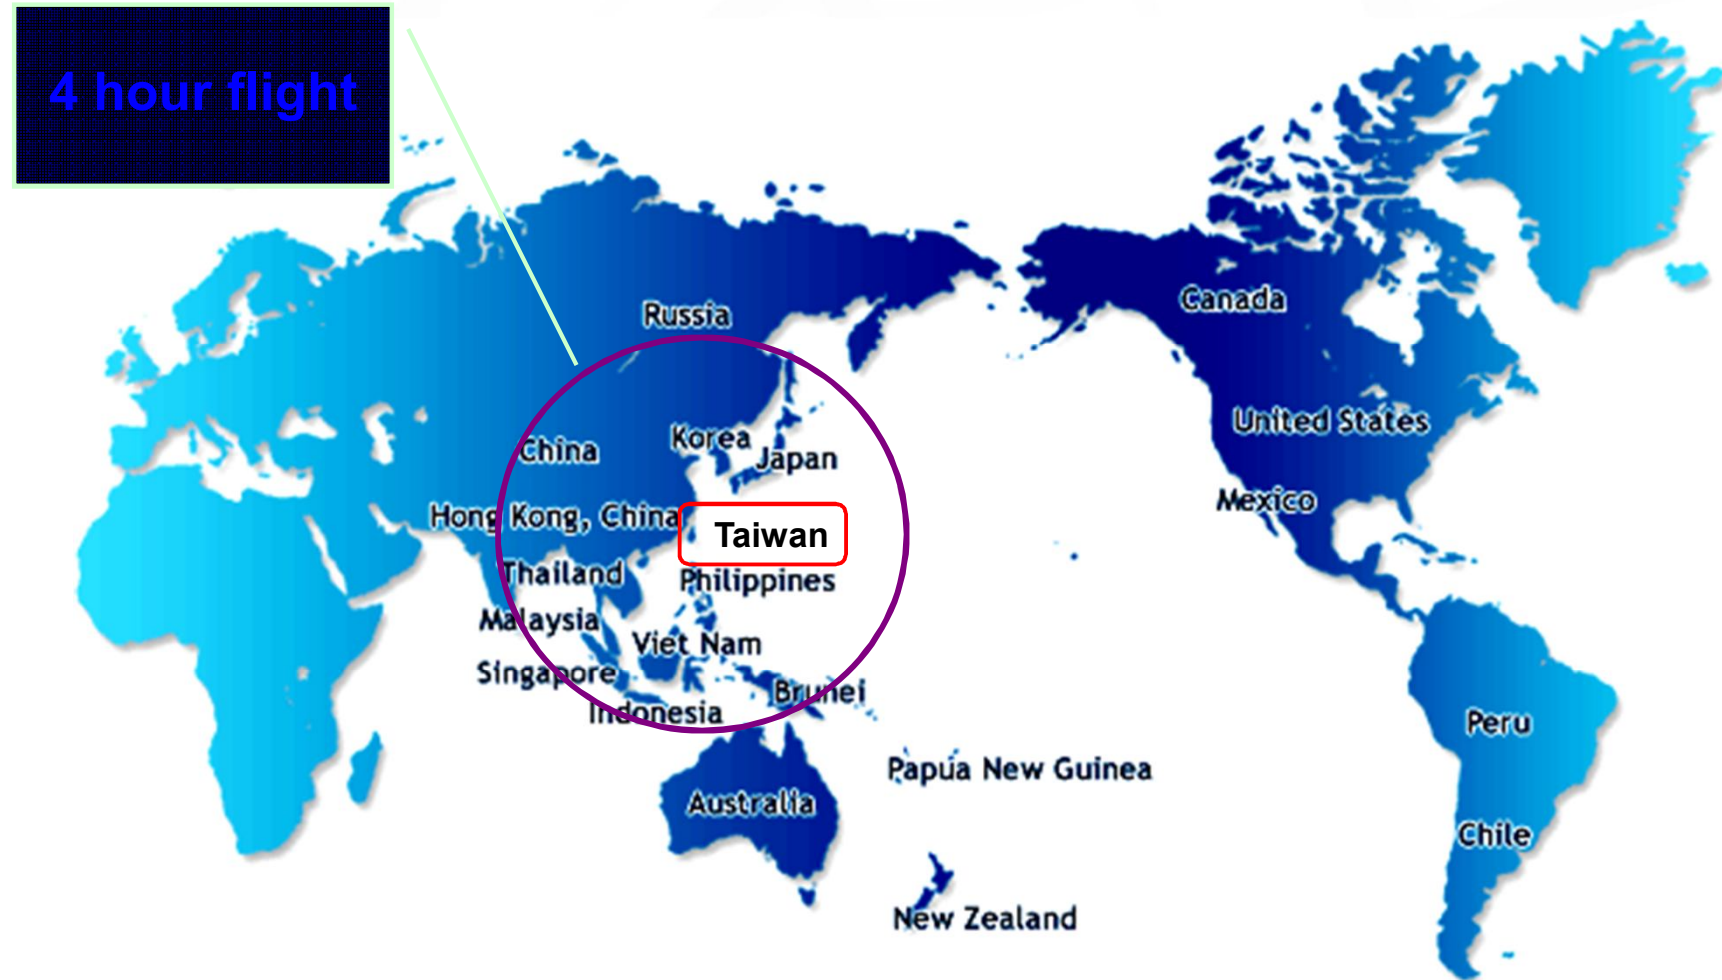 4 hour flight
Russia
Canada
United States
Mexico
China
Korea
Japan
Hong Kong, China
Taiwan
Thailand
Philippines
Malaysia
Viet Nam
Singapore
Brunei
Indonesia
Papua New Guinea
Australia
New Zealand
Peru
Chile